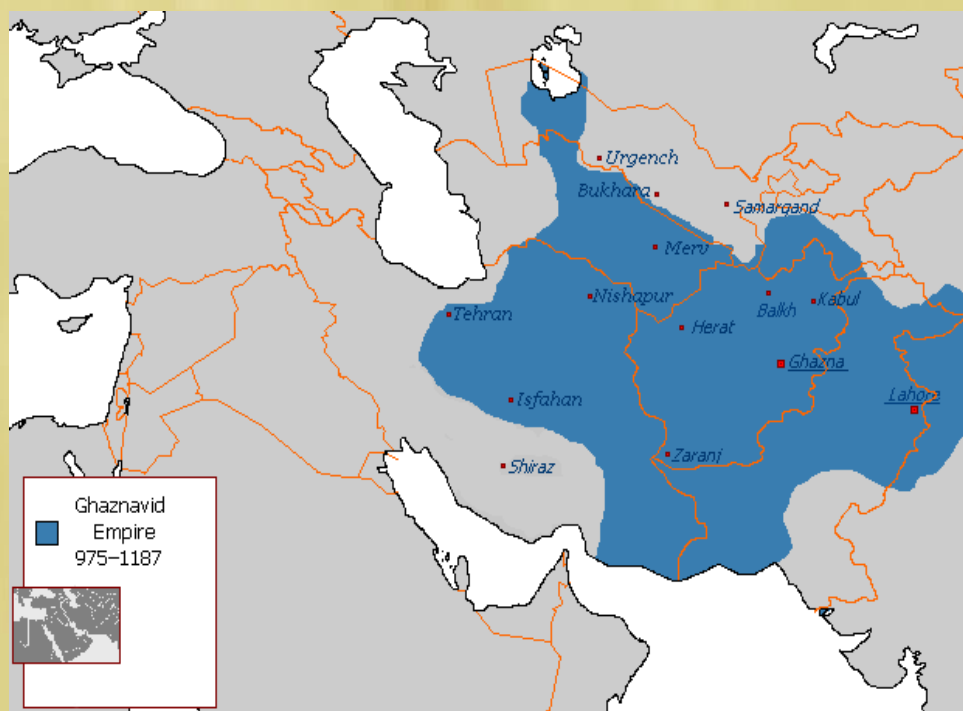 Urgench
Bukhara
Samarqand
Merv
Nishapur
Tehran
Balkh
Kabul
Herat
Ghazna
Isfahan
Lahore
Zaranj
Shiraz
Ghaznavid
Empire
975–1187